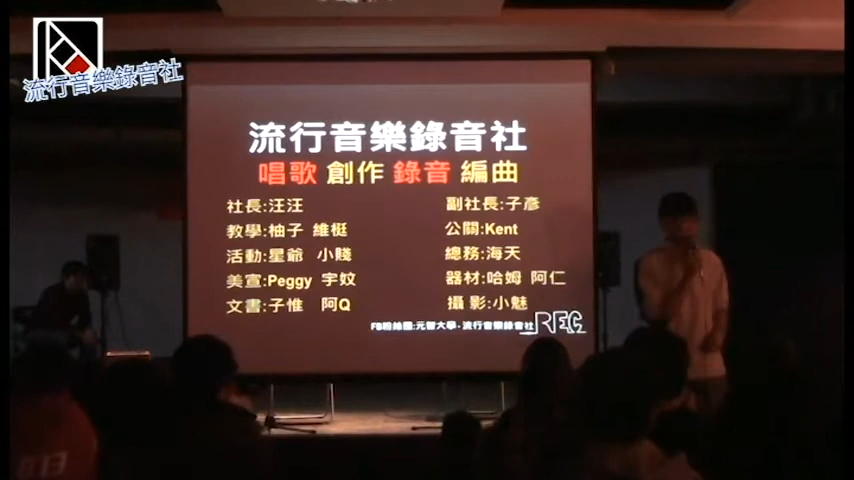 流行音樂錄音社
流行音樂錄音社
唱歌 創作 錄音 編曲
社長:汪汪 副社長:子彥
教學:柚子 維梃 公關:Kent
活動:星爺 小賤 總務:海天
美宣:Peggy 宇妏 器材:哈姆 阿仁
文書:子惟 阿Q 攝影:小魅
FB粉絲團:元智大學-流行音樂錄音社 REC